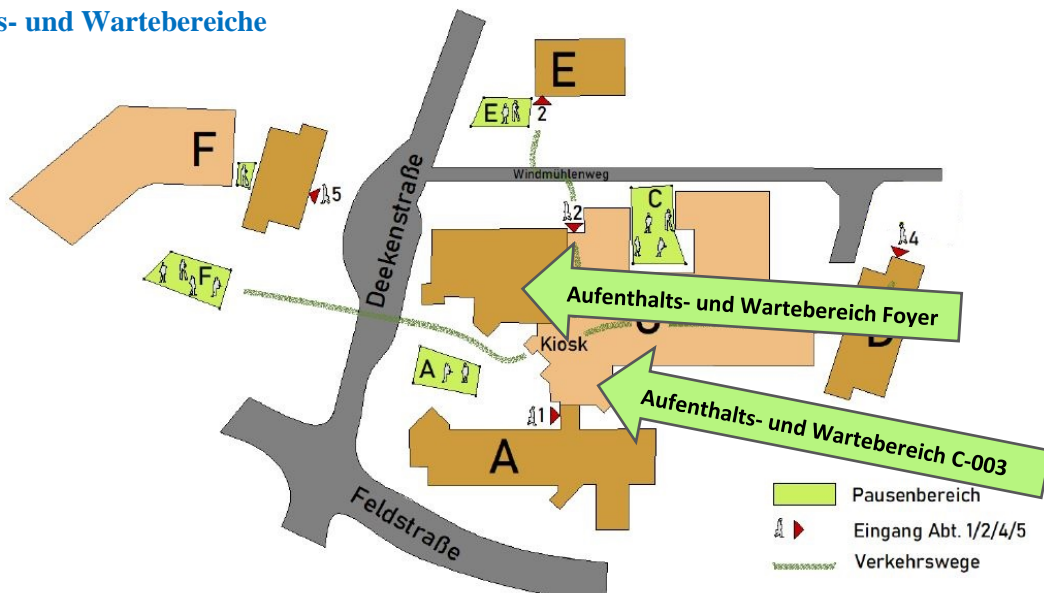 s- und Wartebereiche
E
E
2
F
5
Deekenstraße
Windmühlenweg
C
2
4
F
Aufenthalts- und Wartebereich Foyer
Kiosk
A
Aufenthalts- und Wartebereich C-003
1
A
Feldstraße
Pausenbereich
Eingang Abt. 1/2/4/5
Verkehrswege